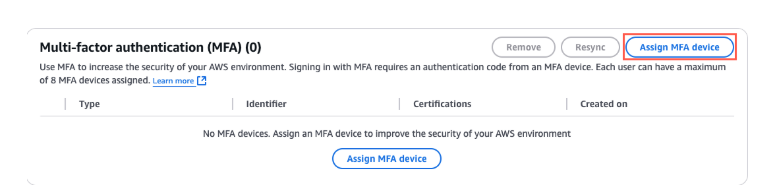 Multi-factor authentication (MFA) (0)
Remove
Resync
Assign MFA device
Use MFA to increase the security of your AWS environment. Signing in with MFA requires an authentication code from an MFA device. Each user can have a maximum
of 8 MFA devices assigned. Learn more
Type
Identifier
Certifications
Created on
No MFA devices. Assign an MFA device to improve the security of your AWS environment
Assign MFA device